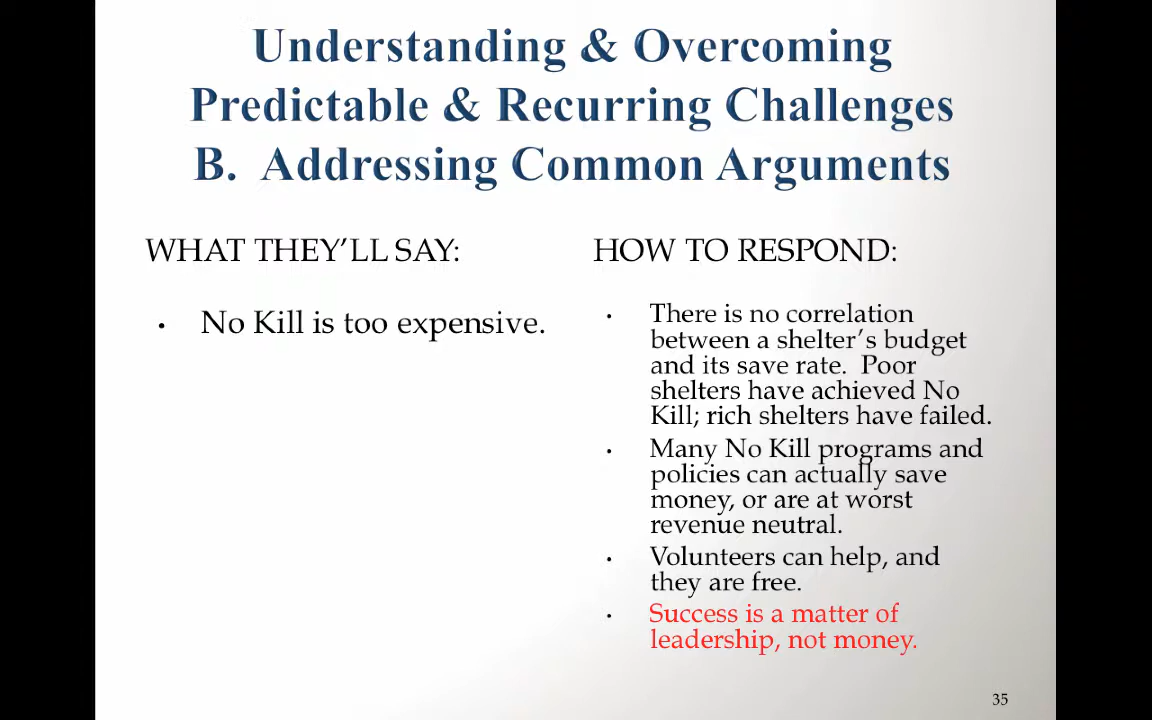 Understanding & Overcoming
Predictable & Recurring Challenges
B. Addressing Common Arguments
WHAT THEY'LL SAY:
• No Kill is too expensive.
HOW TO RESPOND:
• There is no correlation
between a shelter's budget
and its save rate. Poor
shelters have achieved No
Kill; rich shelters have failed.
• Many No Kill programs and
policies can actually save
money, or are at worst
revenue neutral.
• Volunteers can help, and
they are free.
• Success is a matter of
leadership, not money.
35